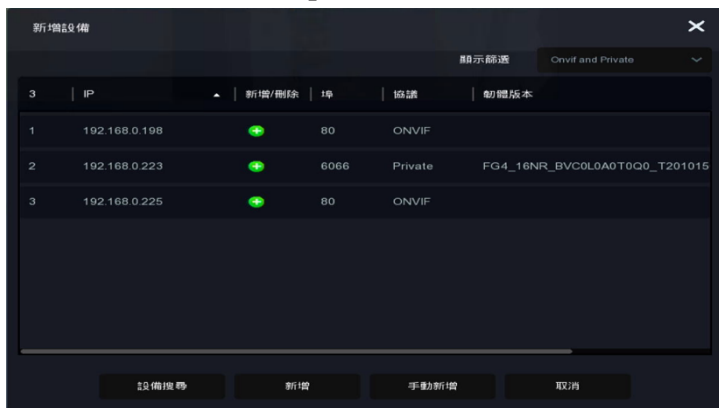 新增設備
顯示篩選 Onvif and Private
3 IP 新增/刪除 埠 協議 韌體版本
1 192.168.0.198 80 ONVIF
2 192.168.0.223 6066 Private FG4_16NR_BVC0L0A0T0Q0_T201015
3 192.168.0.225 80 ONVIF
設備搜尋 新增 手動新增 取消